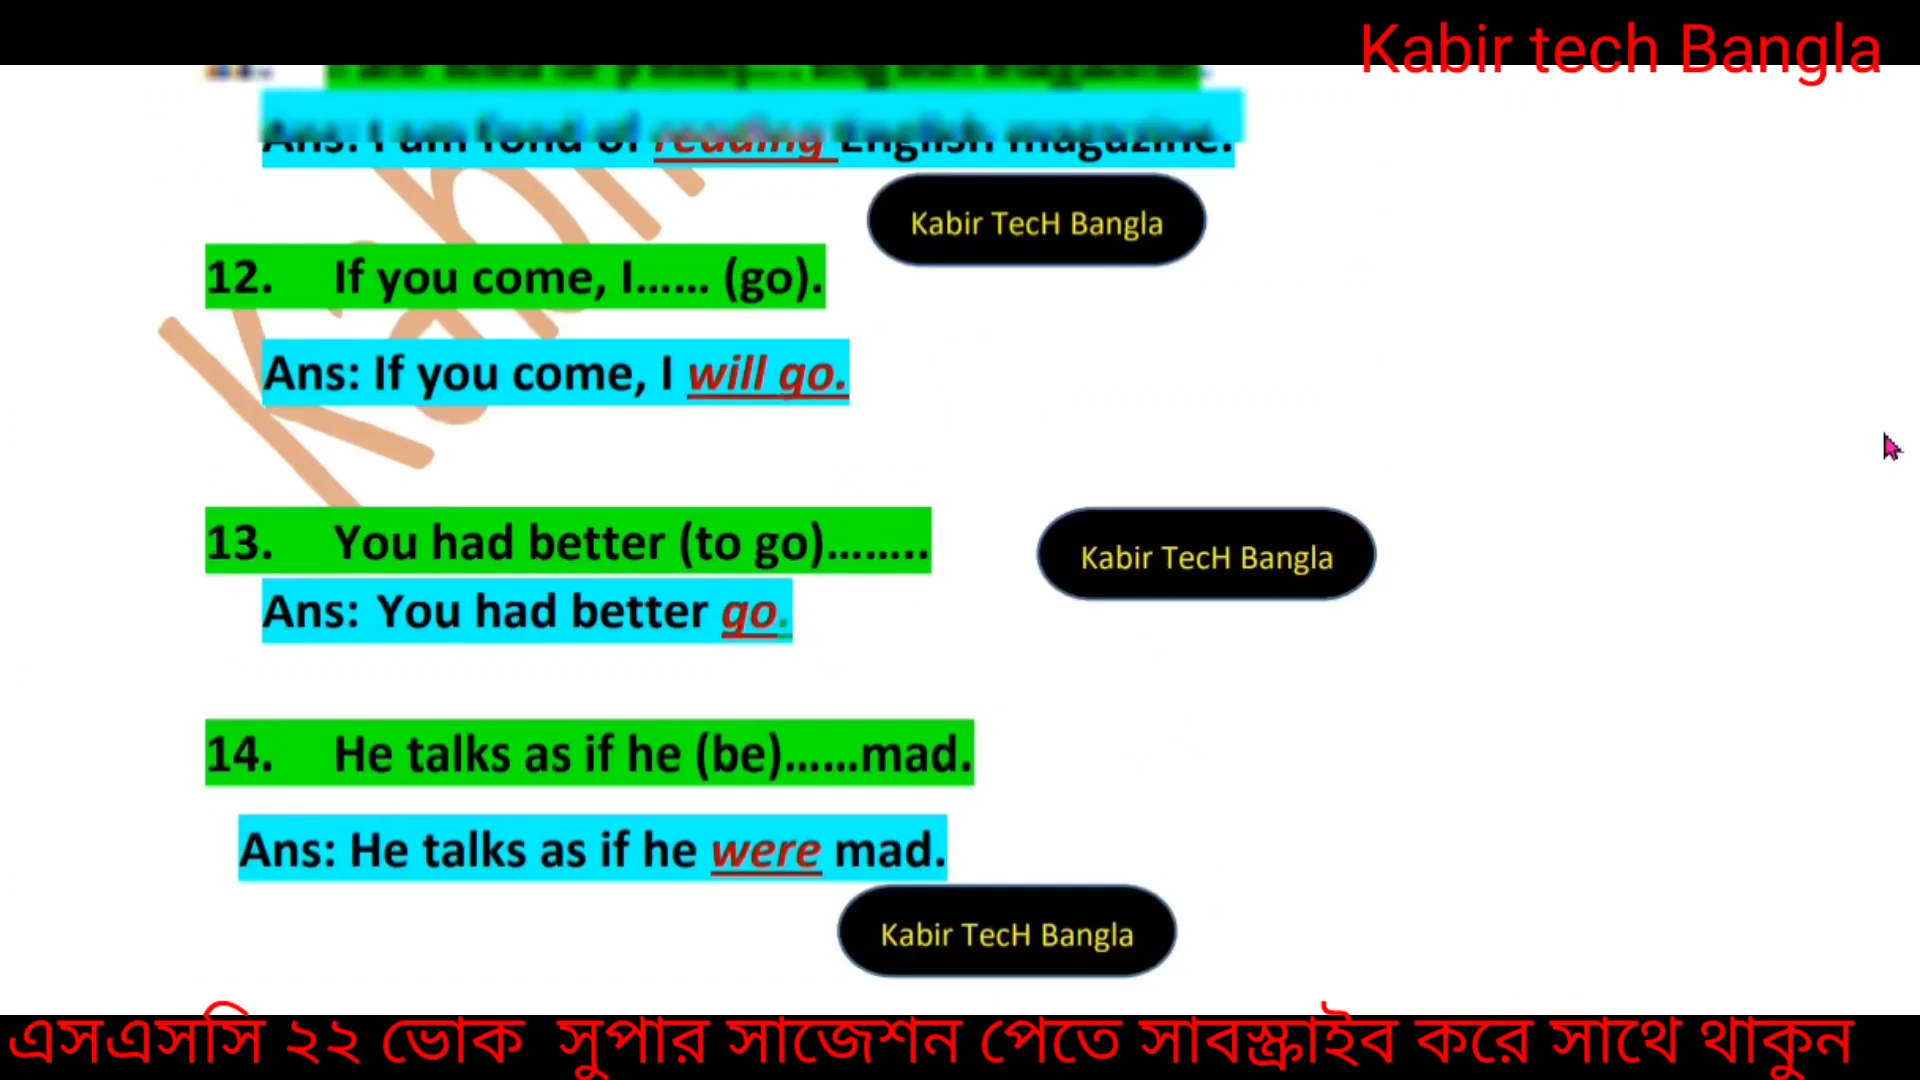 Kabir tech Bangla
Ans: I am fond of reading English magazine.
Kabir TecH Bangla
12. If you come, I...... (go).
Ans: If you come, I will go.
13. You had better (to go)........
Kabir TecH Bangla
Ans: You had better go.
14. He talks as if he (be)......mad.
Ans: He talks as if he were mad.
Kabir TecH Bangla
এসএসসি ২২ ভোক সুপার সাজেশন পেতে সাবস্ক্রাইব করে সাথে থাকুন